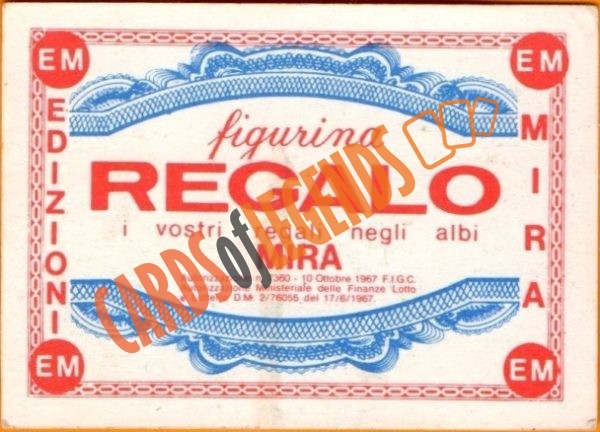 EM
EM
EDIZIONI
MIRA
figurina
REGALO
i vostri regali negli albi
MIRA
10 Ottobre 1967 F.I.G.C.
Autorizzazione Ministeriale delle Finanze Lotto
D.M. 2/76055 del 17/6/1967.
EM
EM
CARDS of LEGENDS